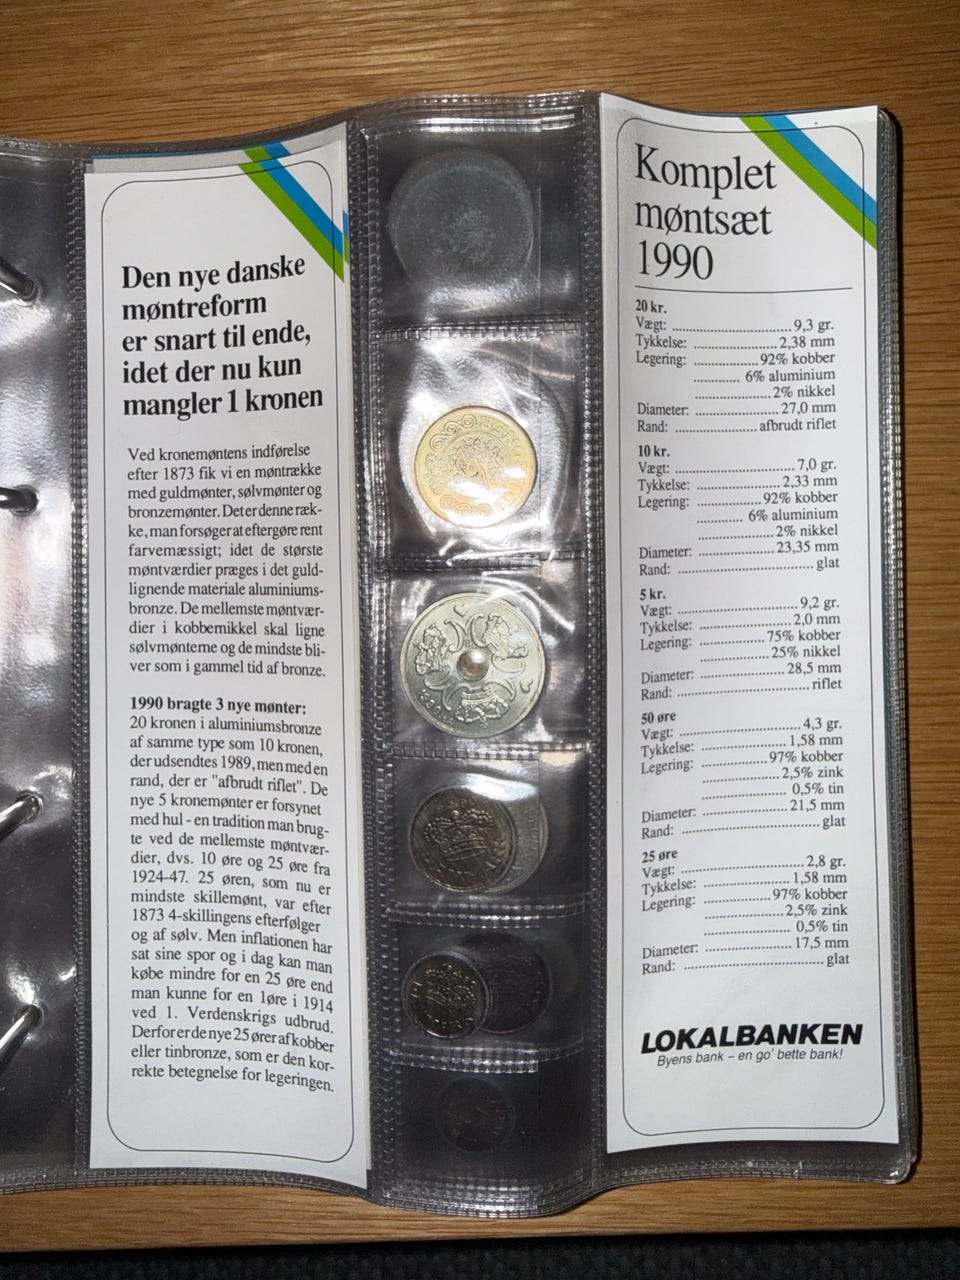 Den nye danske
møntreform
er snart til ende,
idet der nu kun
mangler 1 kronen
Ved kronemøntens indførelse
efter 1873 fik vi en møntrække
med guldmønter, sølvmønter og
bronzemønter. Det er denne ræk-
ke, man forsøger at eftergøre rent
farvemæssigt; idet de største
møntværdier præges i det guld-
lignende materiale aluminiums-
bronze. De mellemste møntvær-
dier i kobbernikkel skal ligne
sølvmønterne og de mindste bli-
ver som i gammel tid af bronze.
1990 bragte 3 nye mønter:
20 kronen i aluminiumsbronze
af samme type som 10 kronen,
der udsendtes 1989, men med en
rand, der er "afbrudt riflet". De
nye 5 kronemønter er forsynet
med hul - en tradition man brug-
te ved de mellemste møntvær-
dier, dvs. 10 øre og 25 øre fra
1924-47. 25 øren, som nu er
mindste skillemønt, var efter
1873 4-skillingens efterfølger
og af sølv. Men inflationen har
sat sine spor og i dag kan man
købe mindre for en 25 øre end
man kunne for en 1øre i 1914
ved 1. Verdenskrigs udbrud.
Derfor er de nye 25 ører af kobber
eller tinbronze, som er den kor-
rekte betegnelse for legeringen.
Komplet
møntsæt
1990
20 kr.
Vægt: ..............................9,3 gr.
Tykkelse: .......................2,38 mm
Legering: ..................92% kobber
............ 6% aluminium
....................2% nikkel
Diameter: ......................27,0 mm
Rand: .....................afbrudt riflet
10 kr.
Vægt: ...............................7,0 gr.
Tykkelse: .......................2,33 mm
Legering: ...................92% kobber
............ 6% aluminium
....................2% nikkel
Diameter: ....................23,35 mm
Rand: ...................................glat
5 kr.
Vægt: ...............................9,2 gr.
Tykkelse: .........................2,0 mm
Legering: ...................75% kobber
..................25% nikkel
Diameter: ......................28,5 mm
Rand: .................................riflet
50 øre
Vægt: ...............................4,3 gr.
Tykkelse: .......................1,58 mm
Legering: ...................97% kobber
....................2,5% zink
......................0,5% tin
Diameter: ......................21,5 mm
Rand: ...................................glat
25 øre
Vægt: ...............................2,8 gr.
Tykkelse: .......................1,58 mm
Legering: ...................97% kobber
....................2,5% zink
......................0,5% tin
Diameter: ......................17,5 mm
Rand: ...................................glat
LOKALBANKEN
Byens bank – en go' bette bank!